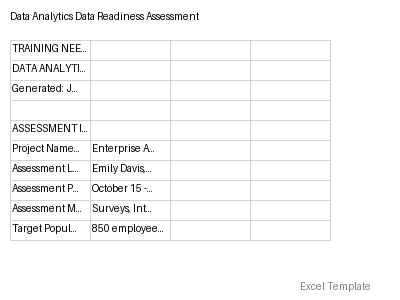 Data Analytics Data Readiness Assessment
TRAINING NEE...
DATA ANALYTI...
Generated: J...
ASSESSMENT I...
Project Name... Enterprise A...
Assessment L... Emily Davis,...
Assessment P... October 15 -...
Assessment M... Surveys, Int...
Target Popul... 850 employee...
Excel Template